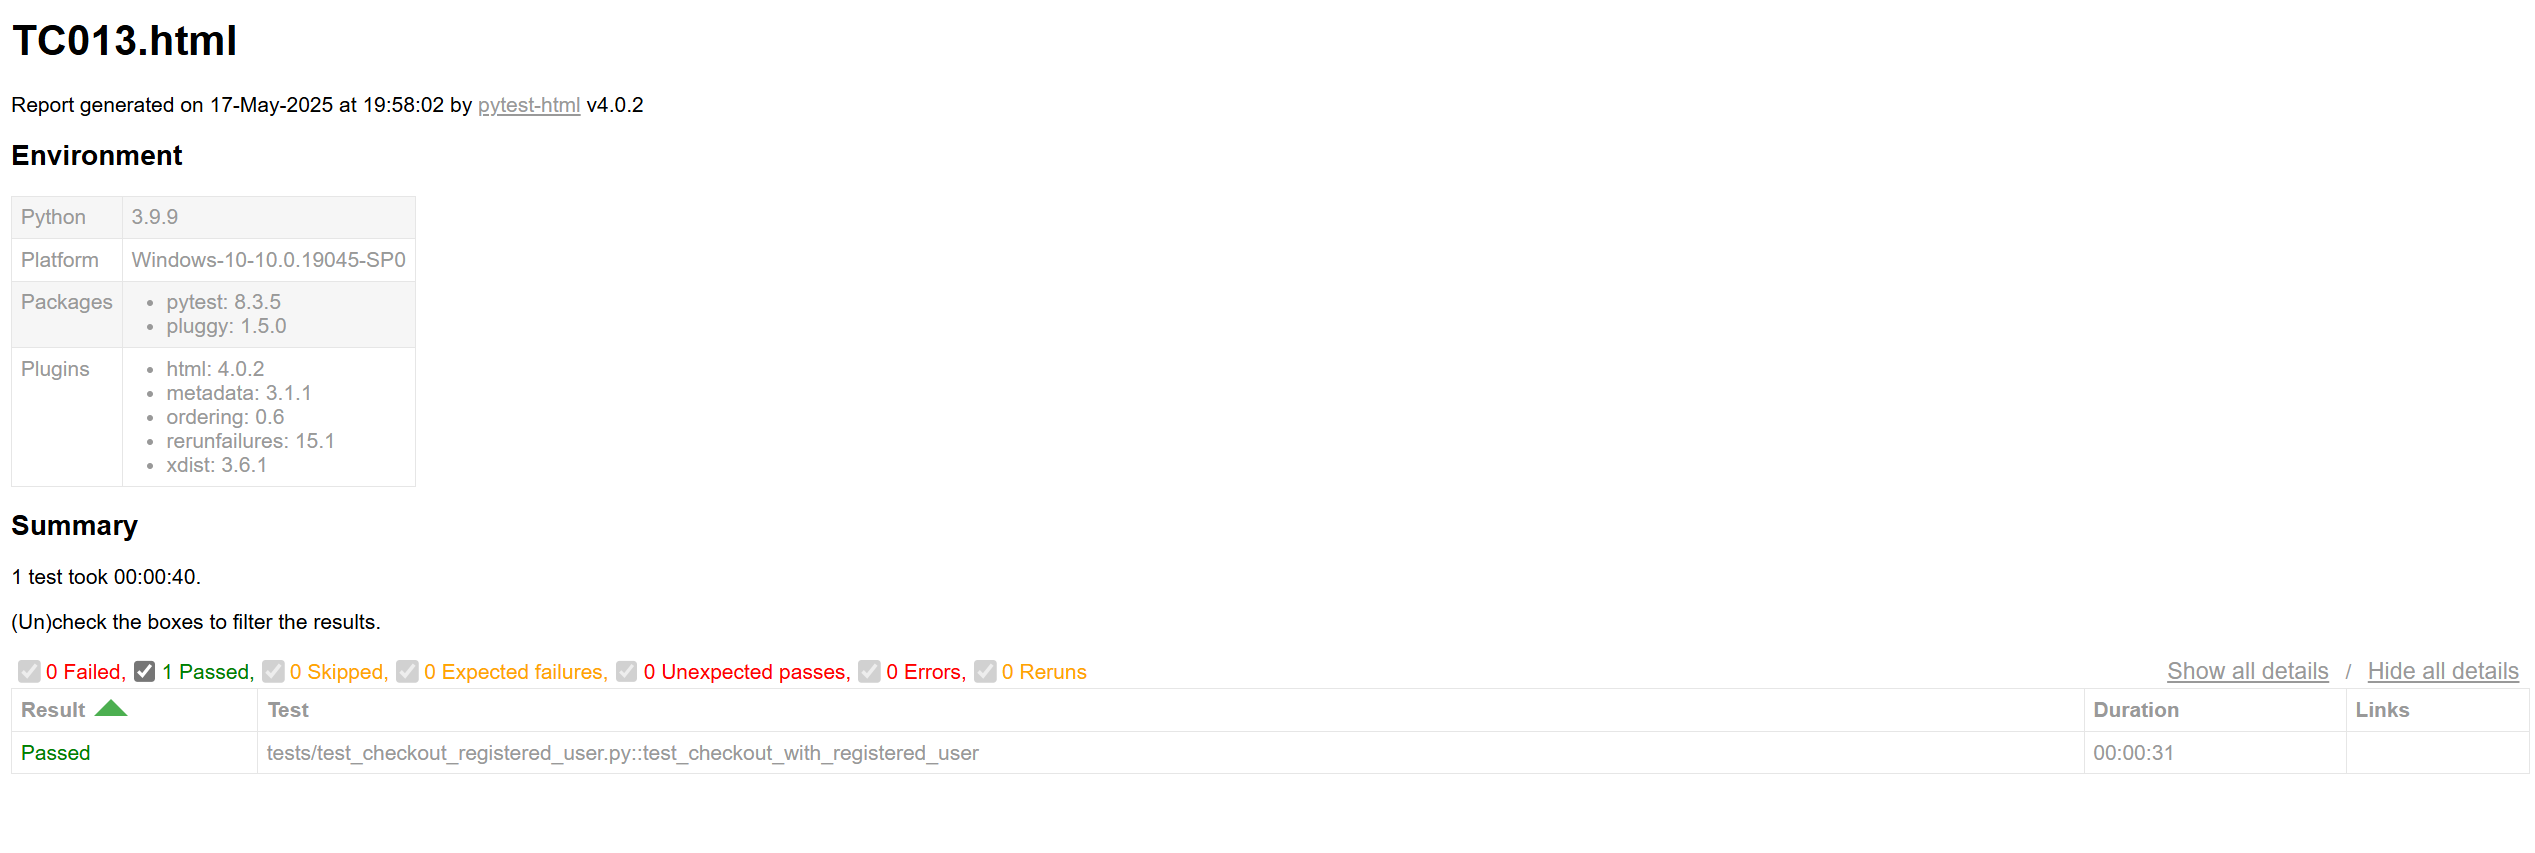 TC013.html
Report generated on 17-May-2025 at 19:58:02 by pytest-html v4.0.2
Environment
Python 3.9.9
Platform Windows-10-10.0.19045-SP0
Packages
• pytest: 8.3.5
• pluggy: 1.5.0
Plugins
• html: 4.0.2
• metadata: 3.1.1
• ordering: 0.6
• rerunfailures: 15.1
• xdist: 3.6.1
Summary
1 test took 00:00:40.
(Un)check the boxes to filter the results.
0 Failed, 1 Passed, 0 Skipped, 0 Expected failures, 0 Unexpected passes, 0 Errors, 0 Reruns Show all details / Hide all details
Result Test Duration Links
Passed tests/test_checkout_registered_user.py::test_checkout_with_registered_user 00:00:31